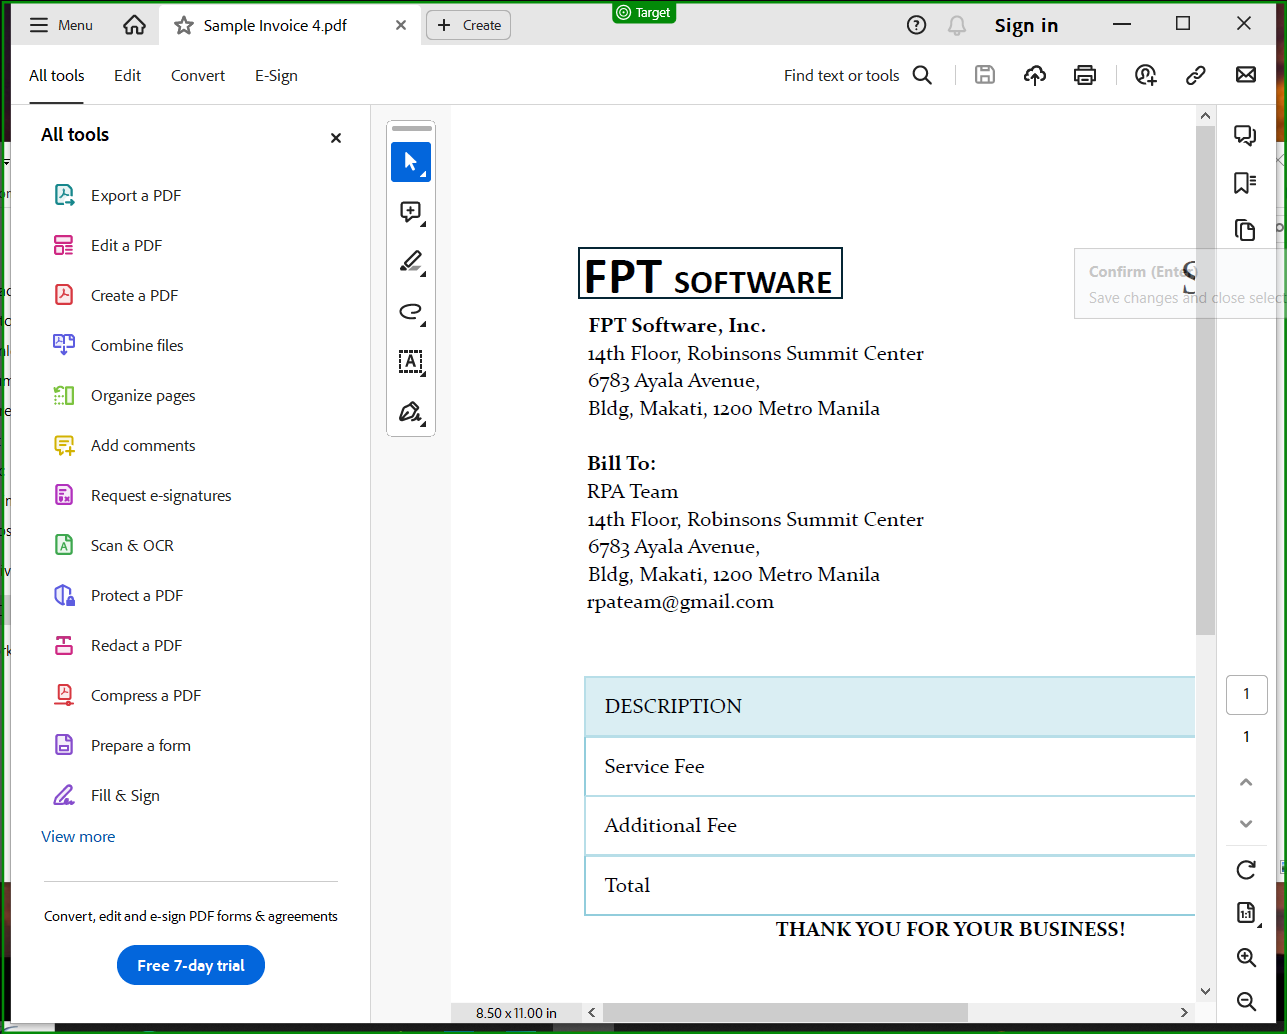 Target
Menu
Sample Invoice 4.pdf
Create
Sign in
All tools
Edit
Convert
E-Sign
Find text or tools
All tools
Export a PDF
Edit a PDF
Create a PDF
Combine files
Organize pages
Add comments
Request e-signatures
Scan & OCR
Protect a PDF
Redact a PDF
Compress a PDF
Prepare a form
Fill & Sign
View more
Convert, edit and e-sign PDF forms & agreements
Free 7-day trial
FPT SOFTWARE
Confirm (Enter)
Save changes and close
FPT Software, Inc.
14th Floor, Robinsons Summit Center
6783 Ayala Avenue,
Bldg, Makati, 1200 Metro Manila
Bill To:
RPA Team
14th Floor, Robinsons Summit Center
6783 Ayala Avenue,
Bldg, Makati, 1200 Metro Manila
rpateam@gmail.com
DESCRIPTION
Service Fee
Additional Fee
Total
THANK YOU FOR YOUR BUSINESS!
8.50 x 11.00 in
1
1
1:1